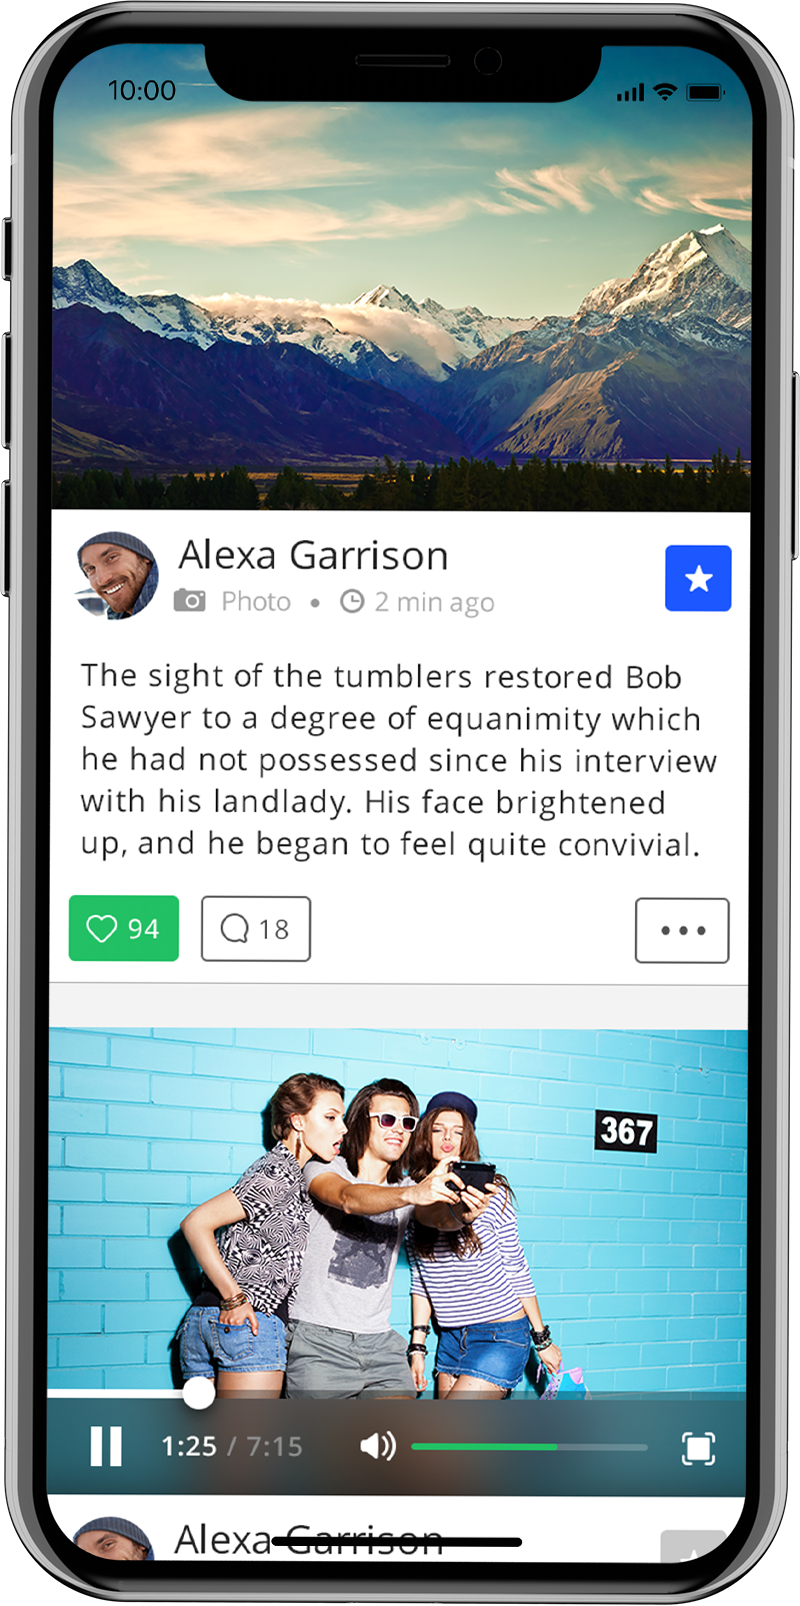 10:00
Alexa Garrison
Photo • 2 min ago
The sight of the tumblers restored Bob
Sawyer to a degree of equanimity which
he had not possessed since his interview
with his landlady. His face brightened
up, and he began to feel quite convivial.
94 18 •••
367
1:25 / 7:15
Alexa Garrison